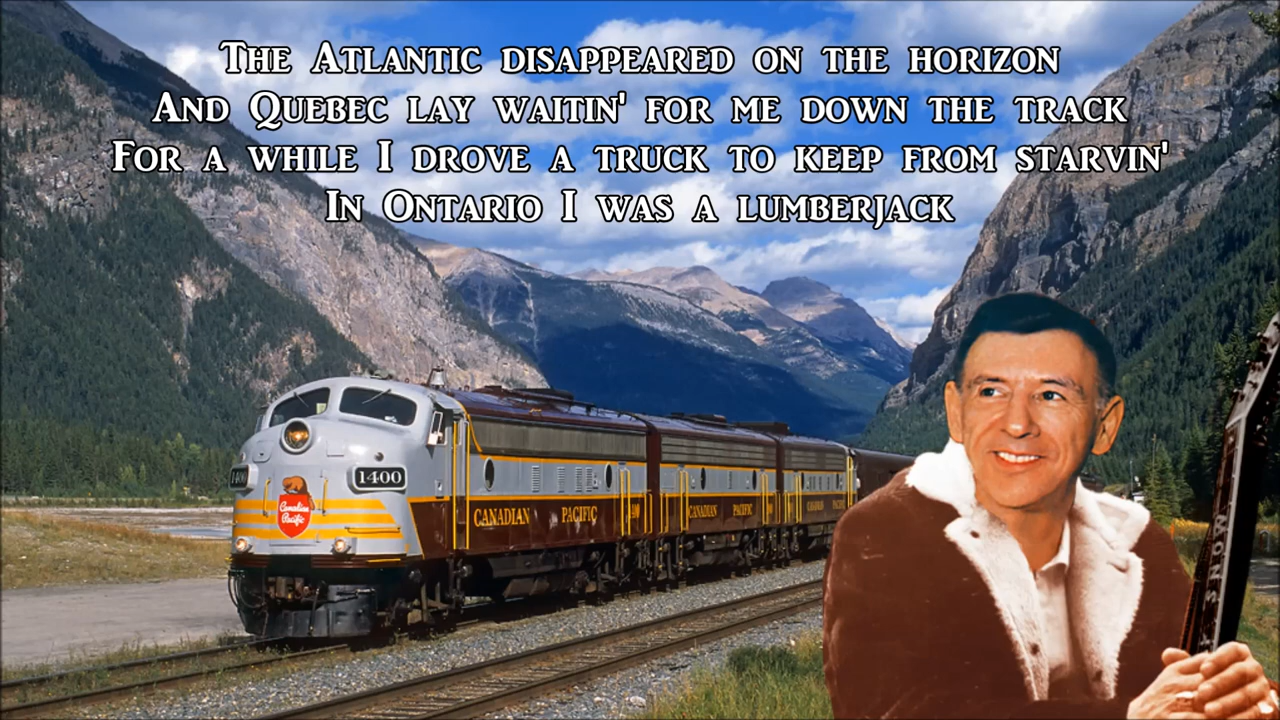 The Atlantic disappeared on the horizon
And Quebec lay waitin' for me down the track
For a while I drove a truck to keep from starvin'
In Ontario I was a lumberjack
1400
1400
Canadian Pacific
CANADIAN PACIFIC
CANADIAN PACIFIC